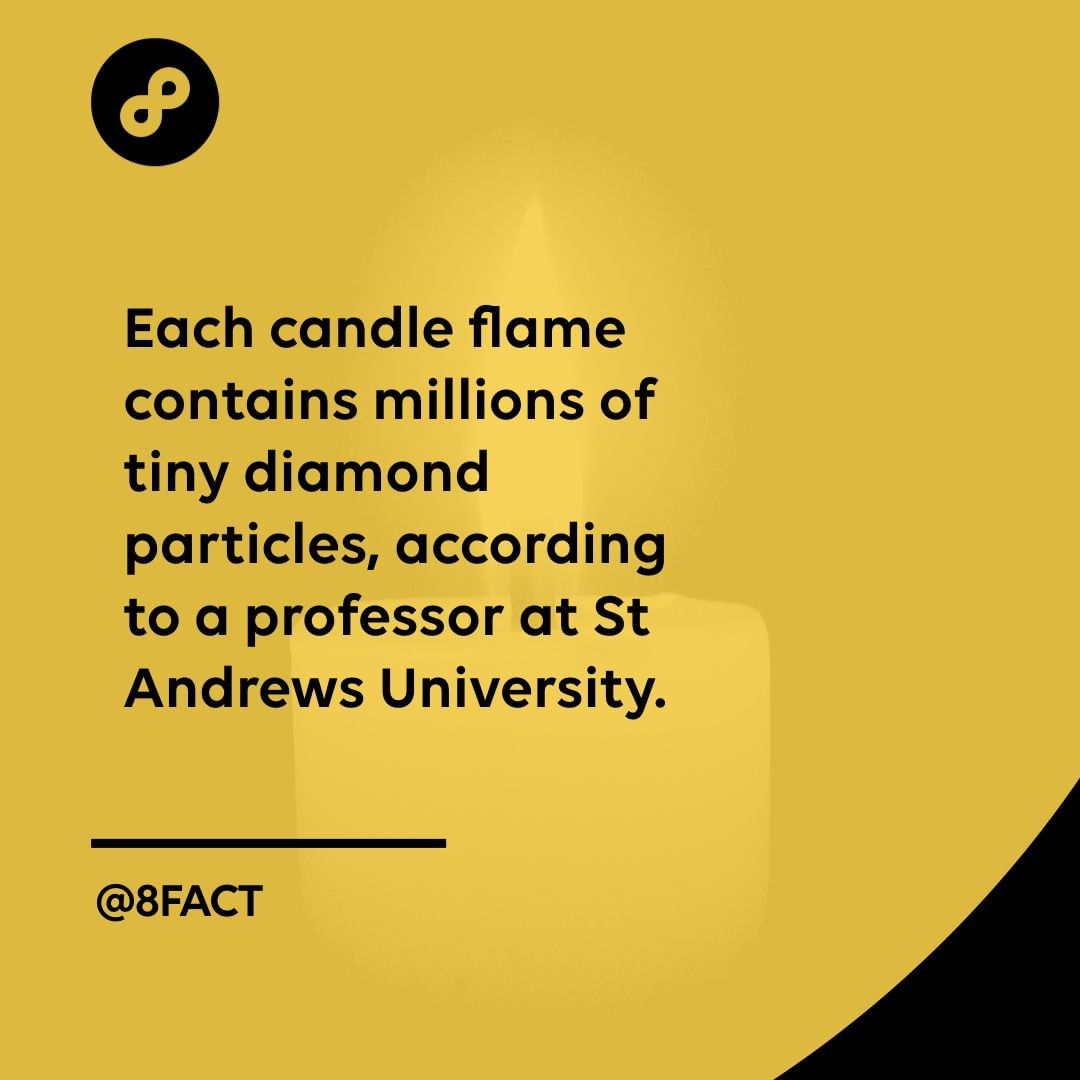 Each candle flame
contains millions of
tiny diamond
particles, according
to a professor at St
Andrews University.
@8FACT